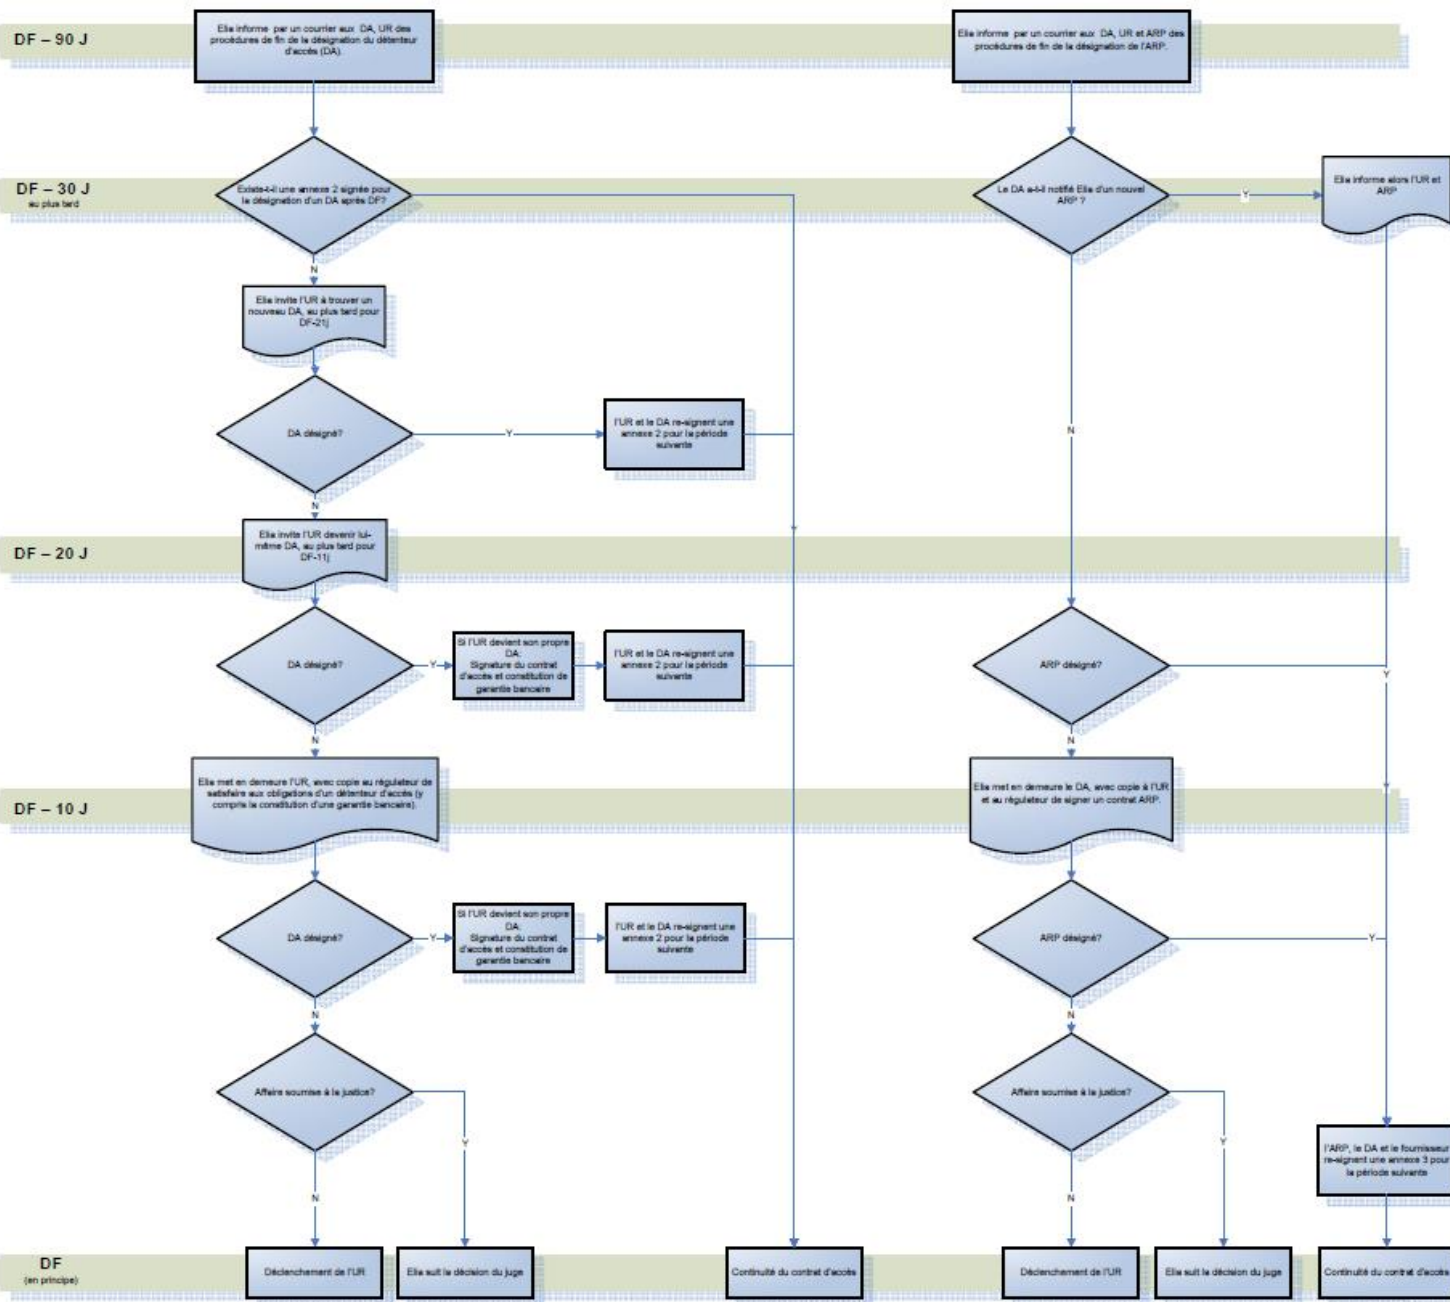 DF – 90 J
Elia informe par un courrier aux DA, UR des
procédures de fin de la désignation du détenteur
d'accès (DA).
Elia informe par un courrier aux DA, UR et ARP des
procédures de fin de la désignation de l'ARP.
DF – 30 J
au plus tard
Existe-t-il une annexe 2 signée pour
la désignation d'un DA après DF?
Le DA a-t-il notifié Elia d'un nouvel
ARP ?
Y
Elia informe alors l'UR et
ARP
N
Elia invite l'UR à trouver un
nouveau DA, au plus tard pour
DF-21j
DA désigné?
Y
l'UR et le DA re-signent une
annexe 2 pour la période
suivante
N
N
Elia invite l'UR devenir lui-
même DA, au plus tard pour
DF-11j
Y
DF – 20 J
DA désigné?
Y
Si l'UR devient son propre
DA:
Signature du contrat
d'accès et constitution de
garantie bancaire
l'UR et le DA re-signent une
annexe 2 pour la période
suivante
ARP désigné?
Y
N
N
Elia met en demeure l'UR, avec copie au régulateur de
satisfaire aux obligations d'un détenteur d'accès (y
compris la constitution d'une garantie bancaire).
Elia met en demeure le DA, avec copie à l'UR
et au régulateur de signer un contrat ARP.
Y
DF – 10 J
DA désigné?
Y
Si l'UR devient son propre
DA:
Signature du contrat
d'accès et constitution de
garantie bancaire
l'UR et le DA re-signent une
annexe 2 pour la période
suivante
ARP désigné?
Y
N
N
Affaire soumise à la justice?
Y
Affaire soumise à la justice?
Y
l'ARP, le DA et le fournisseur
re-signent une annexe 3 pour
la période suivante
N
N
DF
(en principe)
Déclenchement de l'UR
Elia suit la décision du juge
Continuité du contrat d'accès
Déclenchement de l'UR
Elia suit la décision du juge
Continuité du contrat d'accès